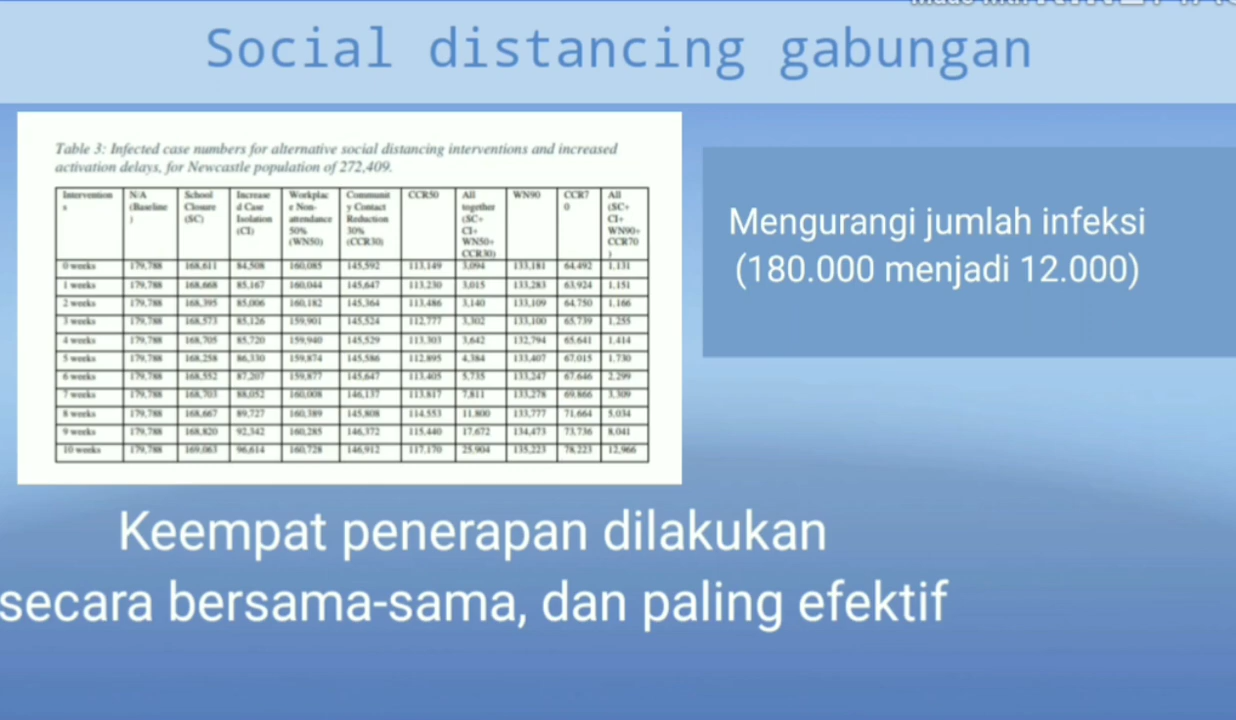 Social distancing gabungan
Table 3: Infected case numbers for alternative social distancing interventions and increased
activation delays, for Newcastle population of 272,409.
Intervention N/A School Increase Workplac Communit CCR50 All WN90 CCR7 All
s (Baseline Closure d Case e Non- y Contact together 0 (SC+
) (SC) Isolation attendance Reduction (SC+ CI+
(CI) 50% 30% CI+ WN90+
(WN50) (CCR30) WN50+ CCR70
CCR30) )
0 weeks 179,788 168,611 84,508 160,085 145,592 113,149 3,094 133,181 64,492 1,131
1 weeks 179,788 168,668 85,167 160,044 145,647 113,230 3,015 133,283 63,924 1,151
2 weeks 179,788 168,395 85,006 160,182 145,364 113,486 3,140 133,109 64,750 1,166
3 weeks 179,788 168,573 85,126 159,901 145,524 112,777 3,302 133,100 65,739 1,255
4 weeks 179,788 168,705 85,720 159,940 145,529 113,303 3,642 132,794 65,641 1,414
5 weeks 179,788 168,258 86,330 159,874 145,586 112,895 4,384 133,407 67,015 1,730
6 weeks 179,788 168,552 87,207 159,877 145,647 113,405 5,735 133,247 67,646 2,299
7 weeks 179,788 168,703 88,052 160,008 146,137 113,817 7,811 133,278 69,866 3,309
8 weeks 179,788 168,667 89,727 160,389 145,808 114,553 11,800 133,777 71,664 5,034
9 weeks 179,788 168,820 92,342 160,285 146,372 115,440 17,672 134,473 73,736 8,041
10 weeks 179,788 169,063 96,614 160,728 146,912 117,170 25,904 135,223 78,223 12,966
Mengurangi jumlah infeksi
(180.000 menjadi 12.000)
Keempat penerapan dilakukan
secara bersama-sama, dan paling efektif